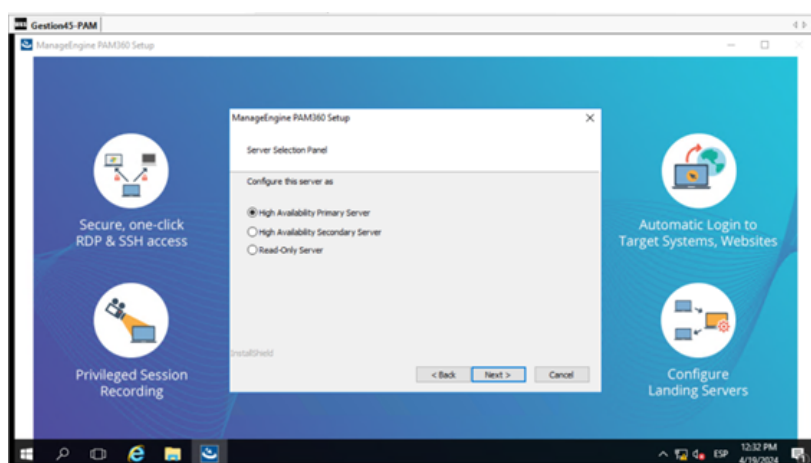 Gestion45-PAM
ManageEngine PAM360 Setup
ManageEngine PAM360 Setup
Server Selection Panel
Configure this server as
High Availability Primary Server
High Availability Secondary Server
Read-Only Server
InstallShield
< Back
Next >
Cancel
Secure, one-click
RDP & SSH access
Privileged Session
Recording
Automatic Login to
Target Systems, Websites
Configure
Landing Servers
ESP
12:32 PM
4/19/2024